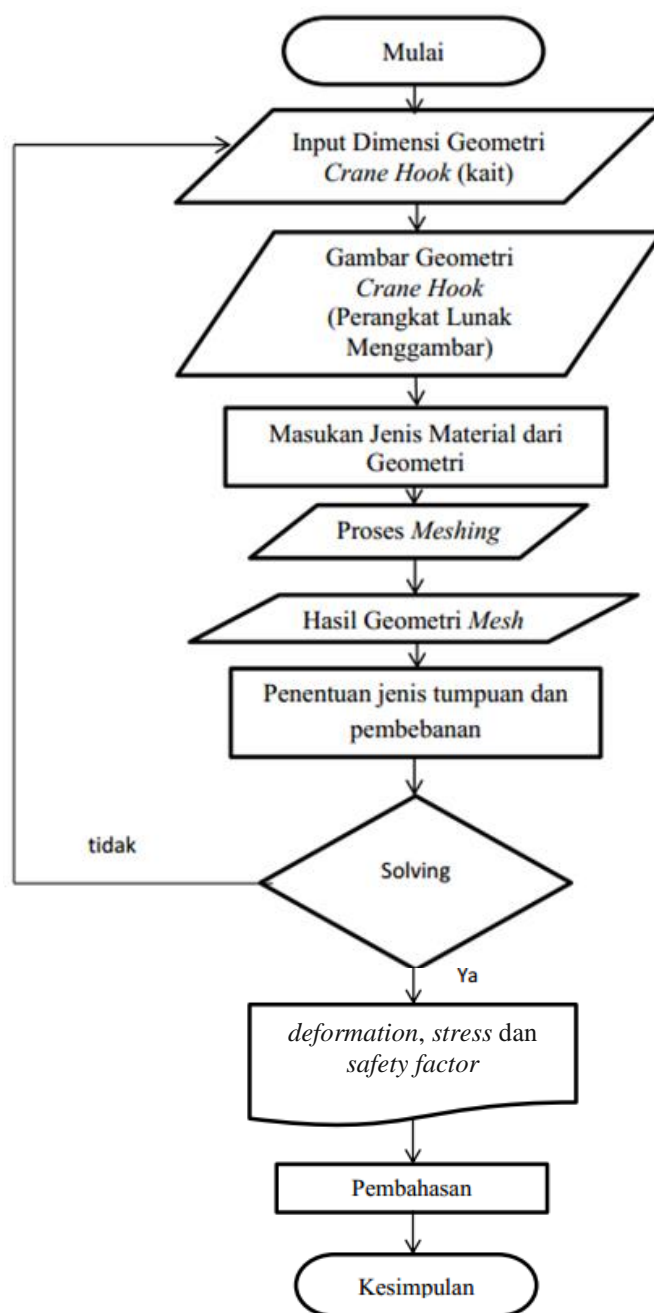 Mulai
Input Dimensi Geometri
Crane Hook (kait)
Gambar Geometri
Crane Hook
(Perangkat Lunak
Menggambar)
Masukan Jenis Material dari
Geometri
Proses Meshing
Hasil Geometri Mesh
Penentuan jenis tumpuan dan
pembebanan
tidak
Solving
Ya
deformation, stress dan
safety factor
Pembahasan
Kesimpulan